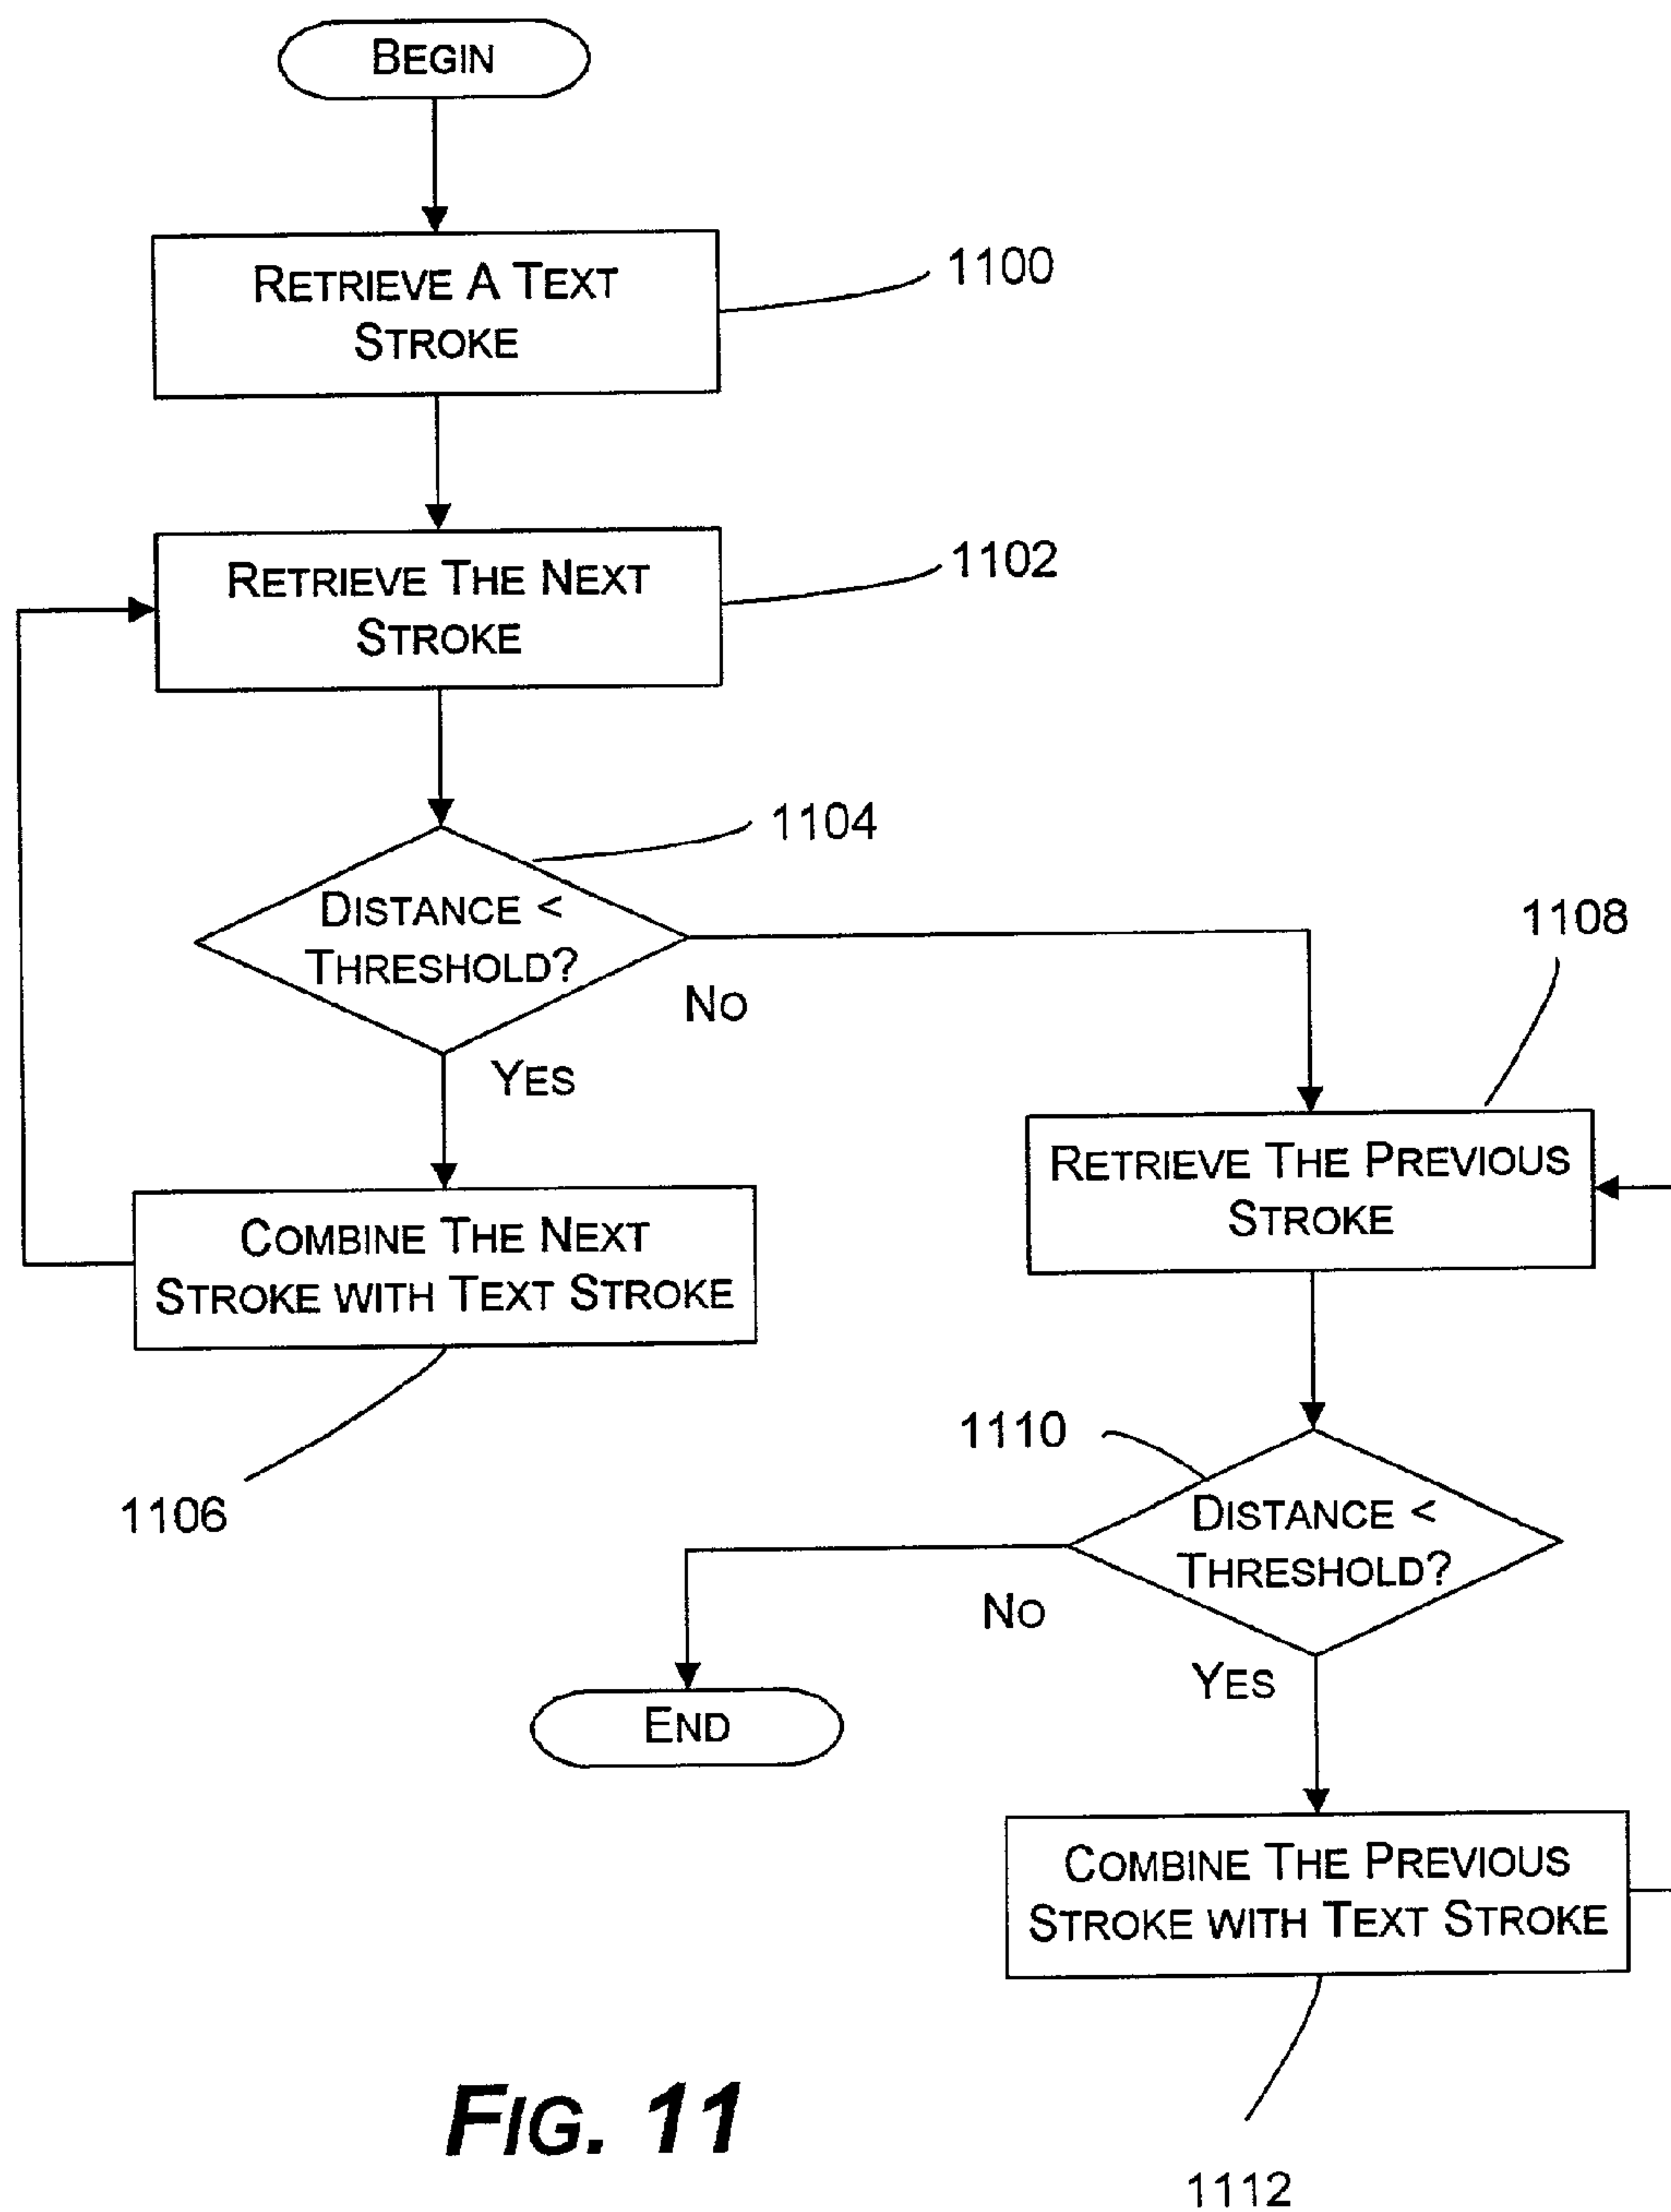 BEGIN
RETRIEVE A TEXT
STROKE
1100
RETRIEVE THE NEXT
STROKE
1102
1104
DISTANCE <
THRESHOLD?
NO
YES
COMBINE THE NEXT
STROKE WITH TEXT STROKE
1106
1108
RETRIEVE THE PREVIOUS
STROKE
1110
DISTANCE <
THRESHOLD?
NO
YES
END
COMBINE THE PREVIOUS
STROKE WITH TEXT STROKE
1112
FIG. 11